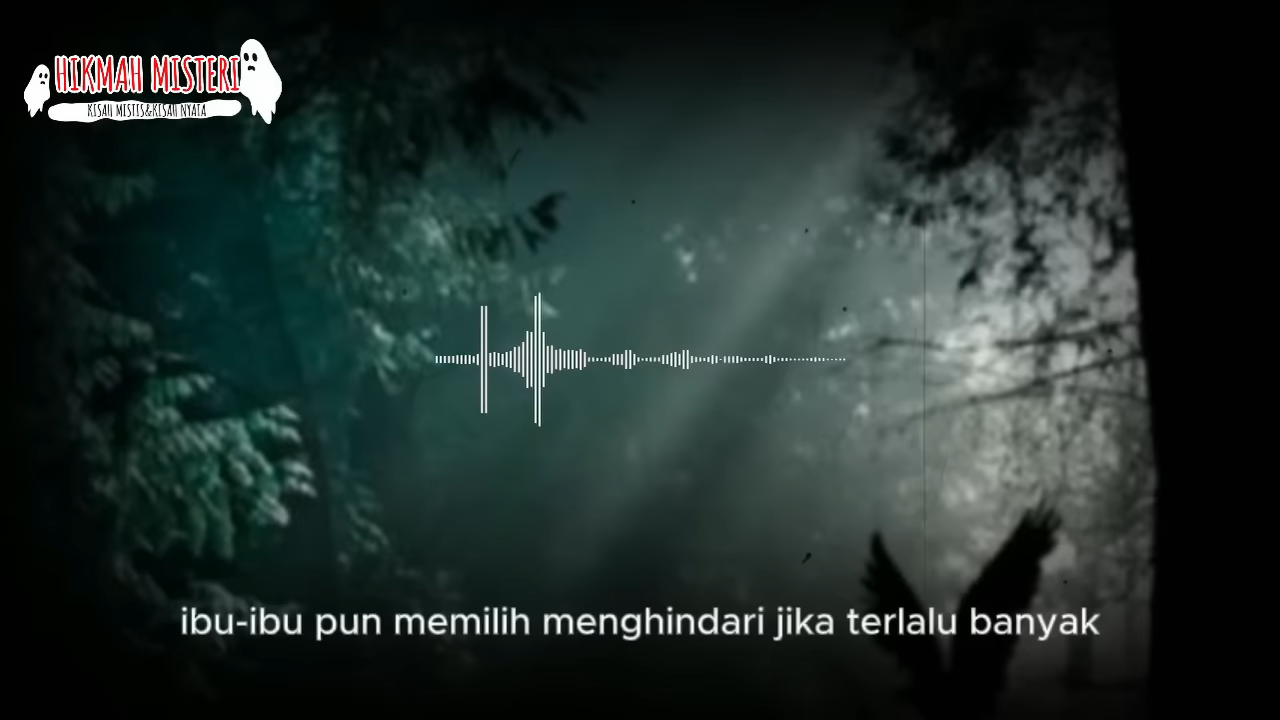 HIKMAH MISTERI
KISAH MISTIS&KISAH NYATA
ibu-ibu pun memilih menghindari jika terlalu banyak